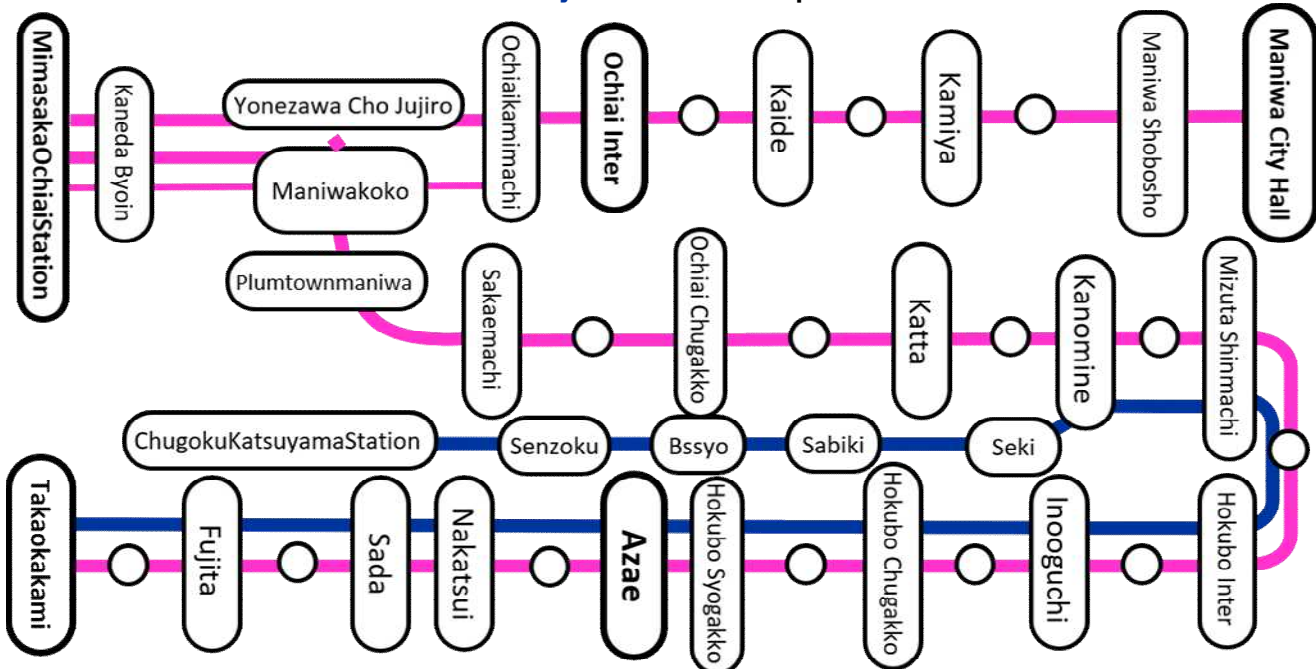 MimasakaOchiaiStation
Kaneda Byoin
Yonezawa Cho Jujiro
Maniwakoko
Ochiaikamimachi
Ochiai Inter
Kaide
Kamiya
Maniwa Shobosho
Maniwa City Hall
Plumtownmaniwa
Sakaemachi
Ochiai Chugakko
Katta
Kanomine
Mizuta Shinmachi
ChugokuKatsuyamaStation
Senzoku
Bssyo
Sabiki
Seki
Takaokakami
Fujita
Sada
Nakatsui
Azae
Hokubo Syogakko
Hokubo Chugakko
Inooguchi
Hokubo Inter